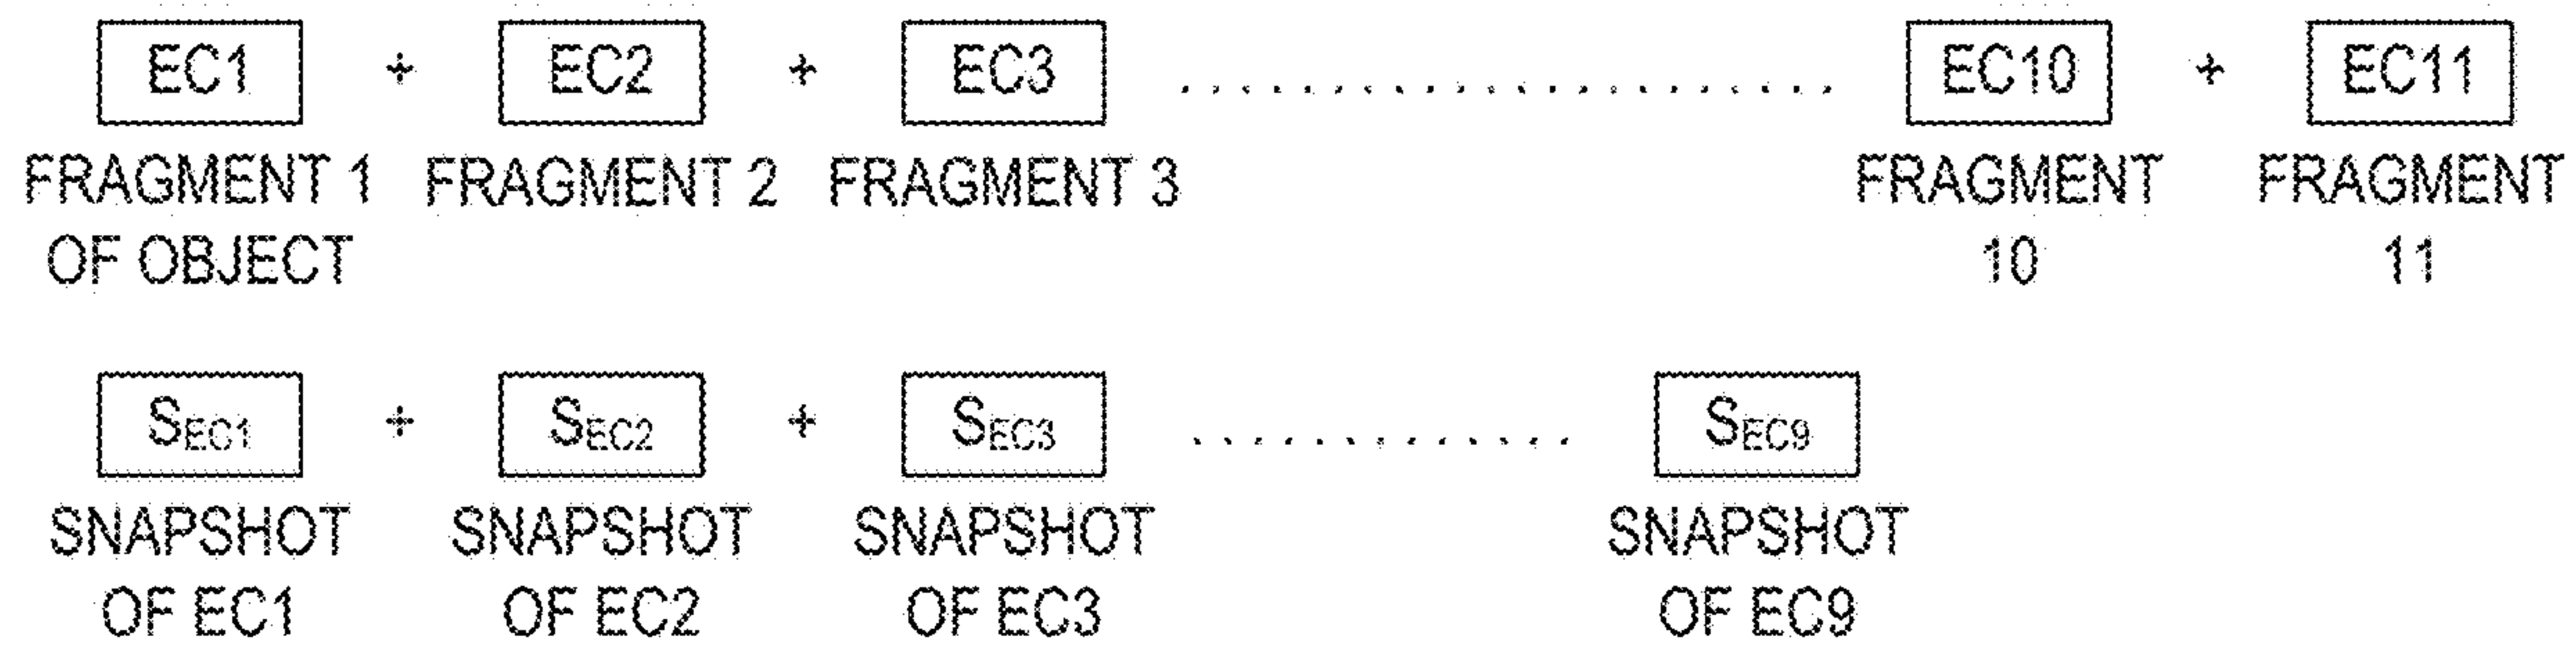 EC1 + EC2 + EC3 ...................... EC10 + EC11
FRAGMENT 1 FRAGMENT 2 FRAGMENT 3 FRAGMENT FRAGMENT
OF OBJECT 10 11
SEC1 + SEC2 + SEC3 ............. SEC9
SNAPSHOT SNAPSHOT SNAPSHOT SNAPSHOT
OF EC1 OF EC2 OF EC3 OF EC9